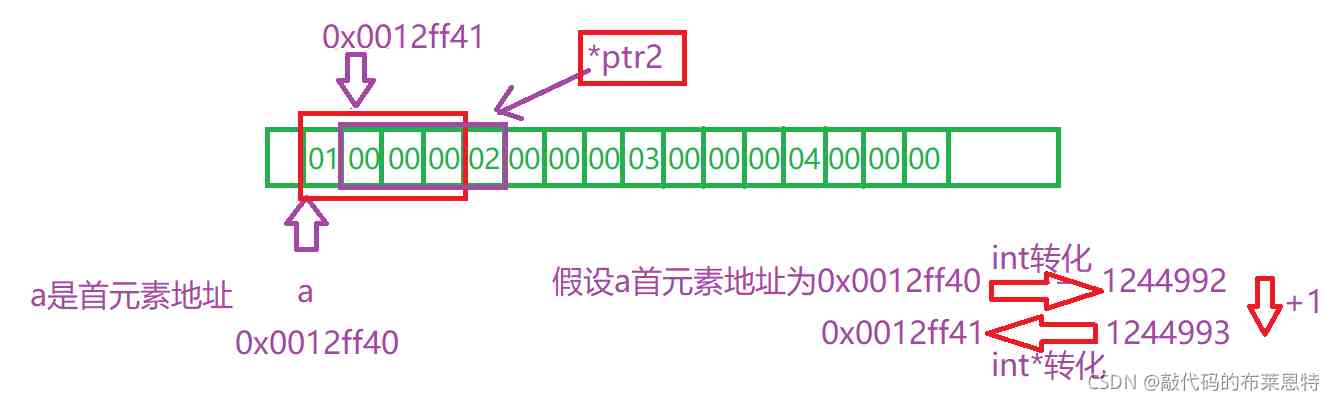 0x0012ff41
*ptr2
01 00 00 00 02 00 00 00 03 00 00 00 04 00 00 00
a是首元素地址 a
0x0012ff40
int转化
假设a首元素地址为0x0012ff40 1244992
+1
0x0012ff41 1244993
int*转化
CSDN @敲代码的布莱恩特